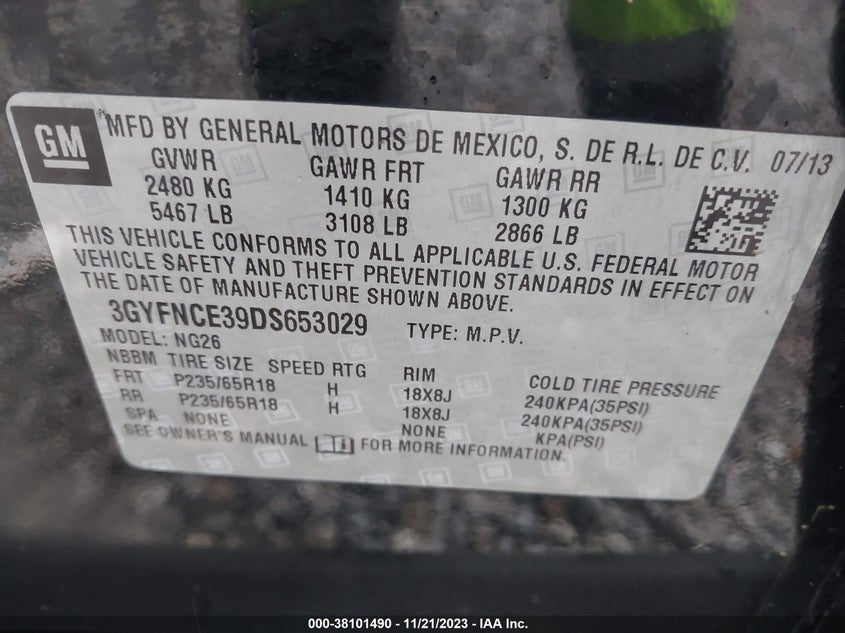 GM
MFD BY GENERAL MOTORS DE MEXICO, S. DE R.L. DE C.V. 07/13
GVWR GAWR FRT GAWR RR
2480 KG 1410 KG 1300 KG
5467 LB 3108 LB 2866 LB
THIS VEHICLE CONFORMS TO ALL APPLICABLE U.S. FEDERAL MOTOR
VEHICLE SAFETY AND THEFT PREVENTION STANDARDS IN EFFECT ON
THE DATE OF MANUFACTURE SHOWN ABOVE.
3GYFNCE39DS653029 TYPE: M.P.V.
MODEL: NG26
NBBM TIRE SIZE SPEED RTG RIM COLD TIRE PRESSURE
FRT P235/65R18 H 18X8J 240KPA(35PSI)
RR P235/65R18 H 18X8J 240KPA(35PSI)
SPA NONE NONE KPA(PSI)
SEE OWNER'S MANUAL FOR MORE INFORMATION.
000-38101490 - 11/21/2023 - IAA Inc.